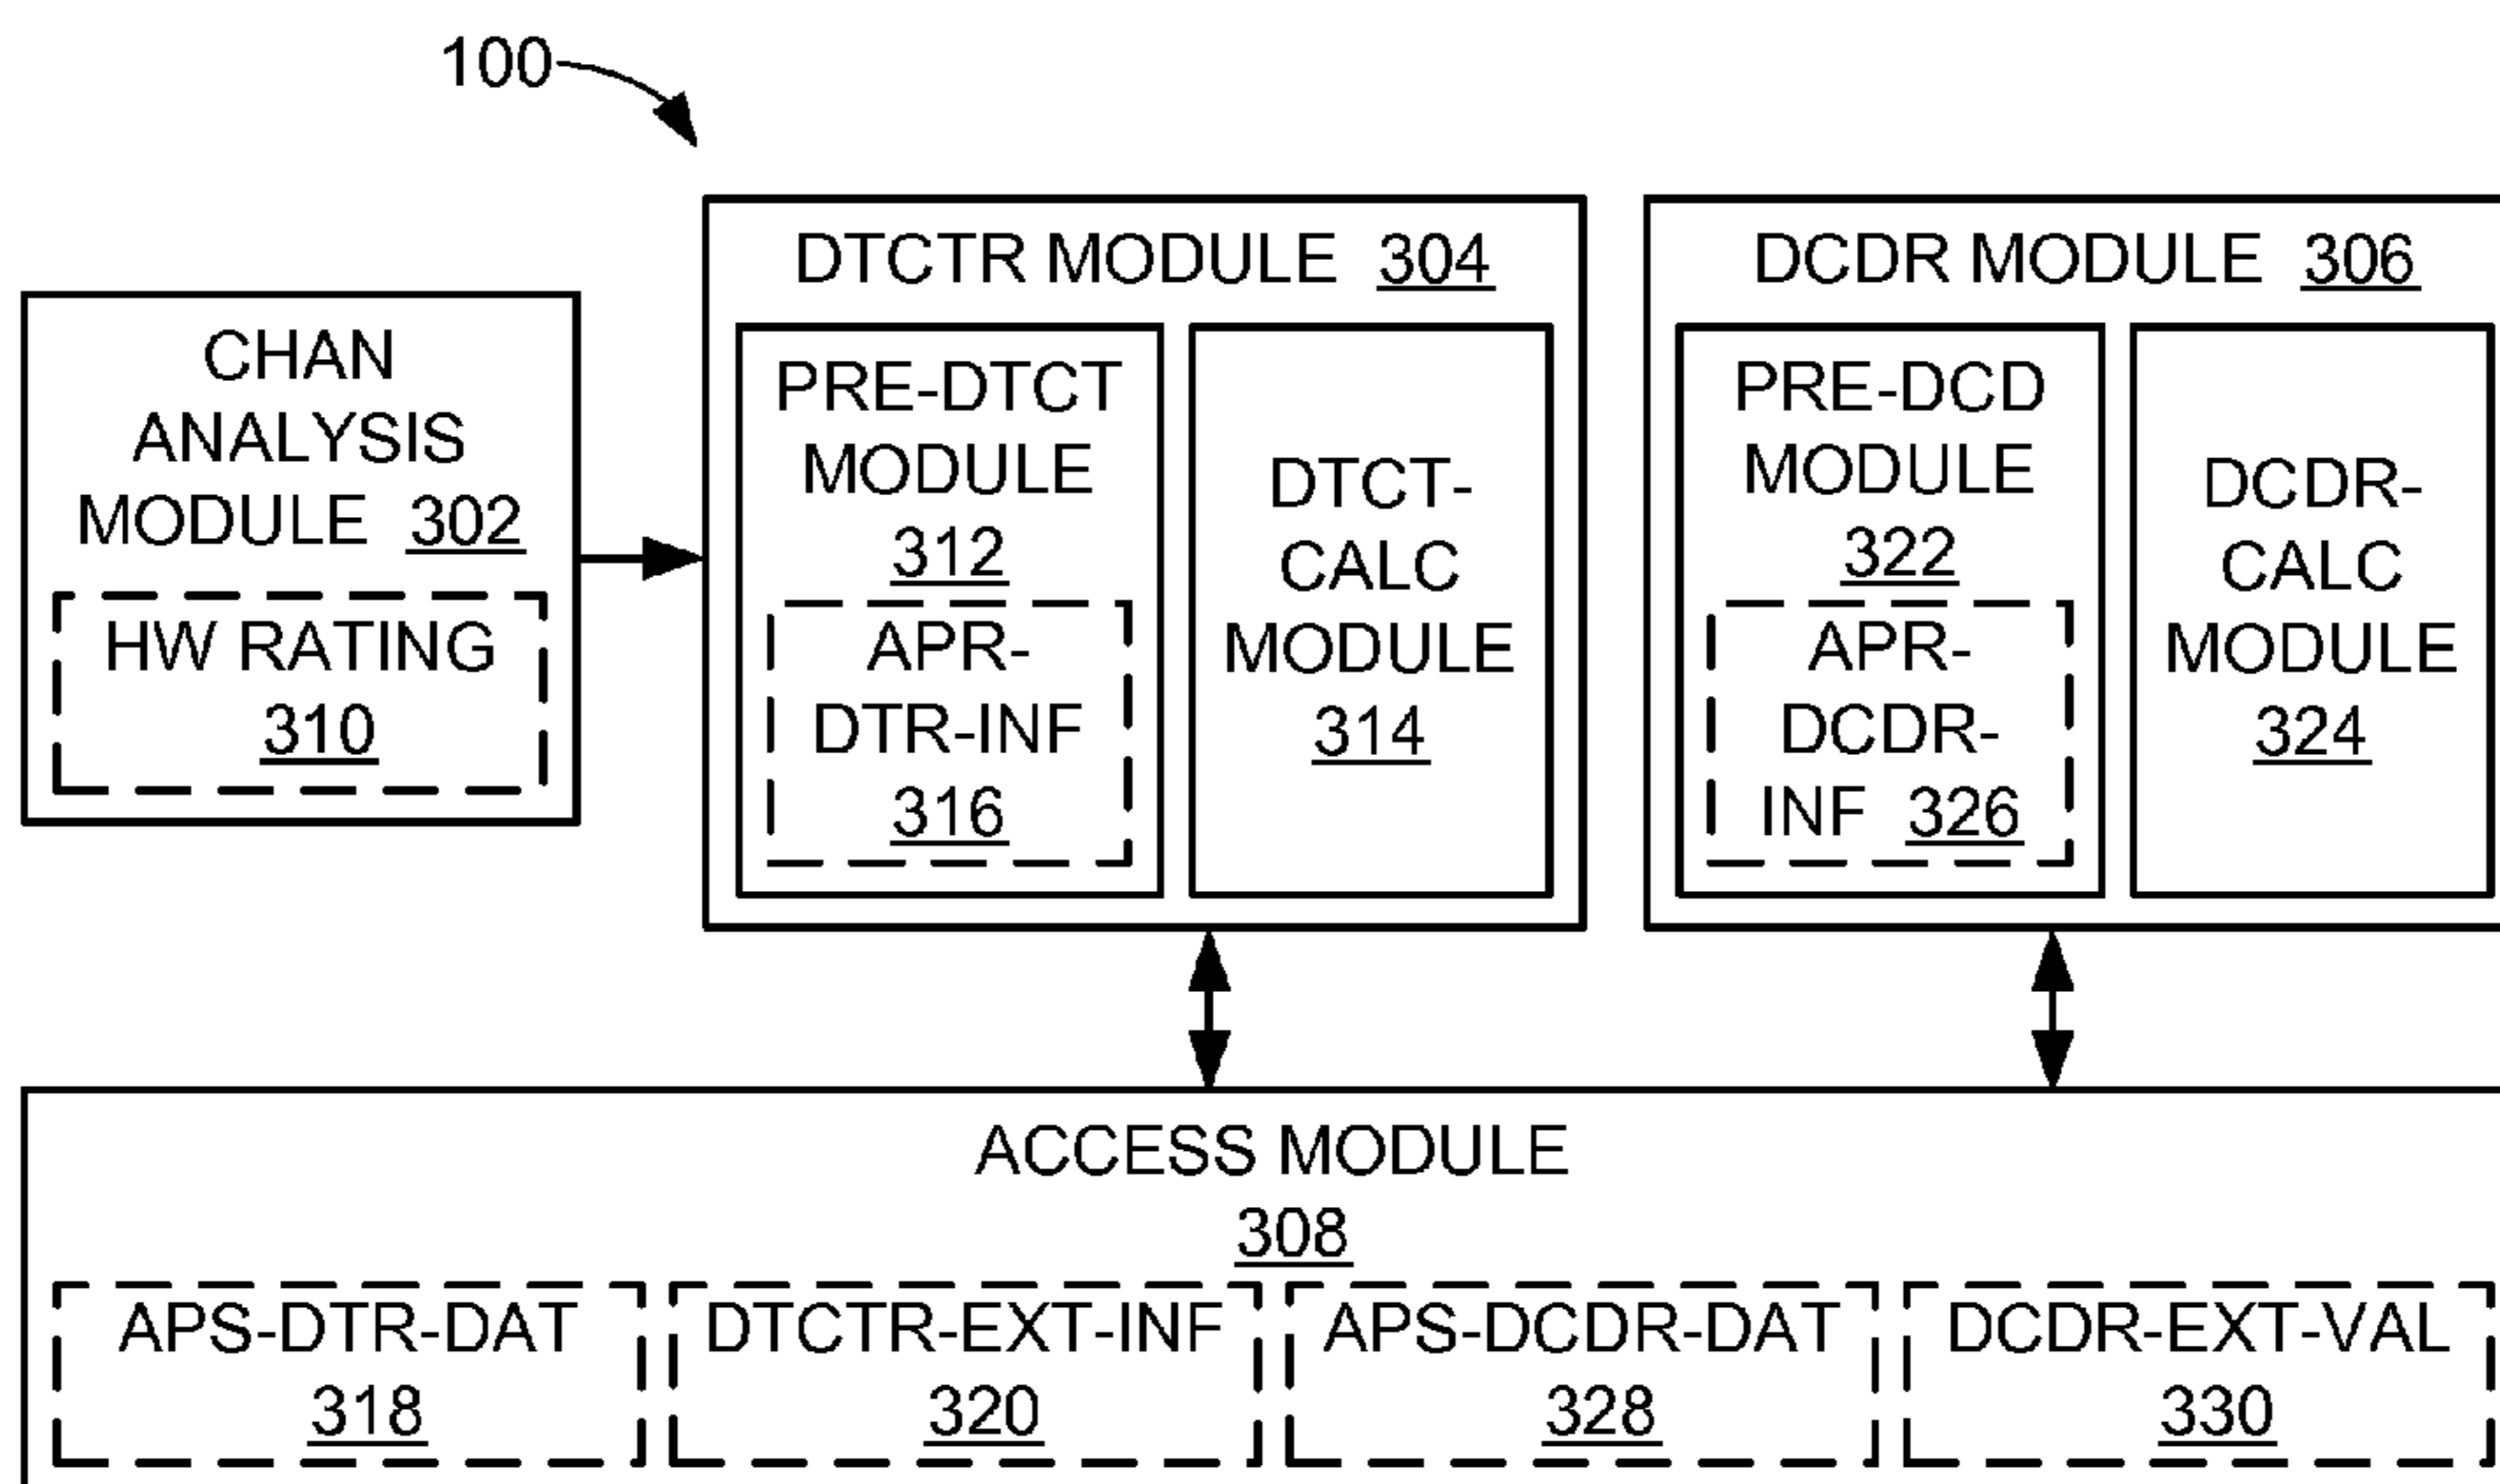 100
CHAN
ANALYSIS
MODULE 302
HW RATING
310
DTCTR MODULE 304
PRE-DTCT
MODULE
312
APR-
DTR-INF
316
DTCT-
CALC
MODULE
314
DCDR MODULE 306
PRE-DCD
MODULE
322
APR-
DCDR-
INF 326
DCDR-
CALC
MODULE
324
ACCESS MODULE
308
APS-DTR-DAT
318
DTCTR-EXT-INF
320
APS-DCDR-DAT
328
DCDR-EXT-VAL
330